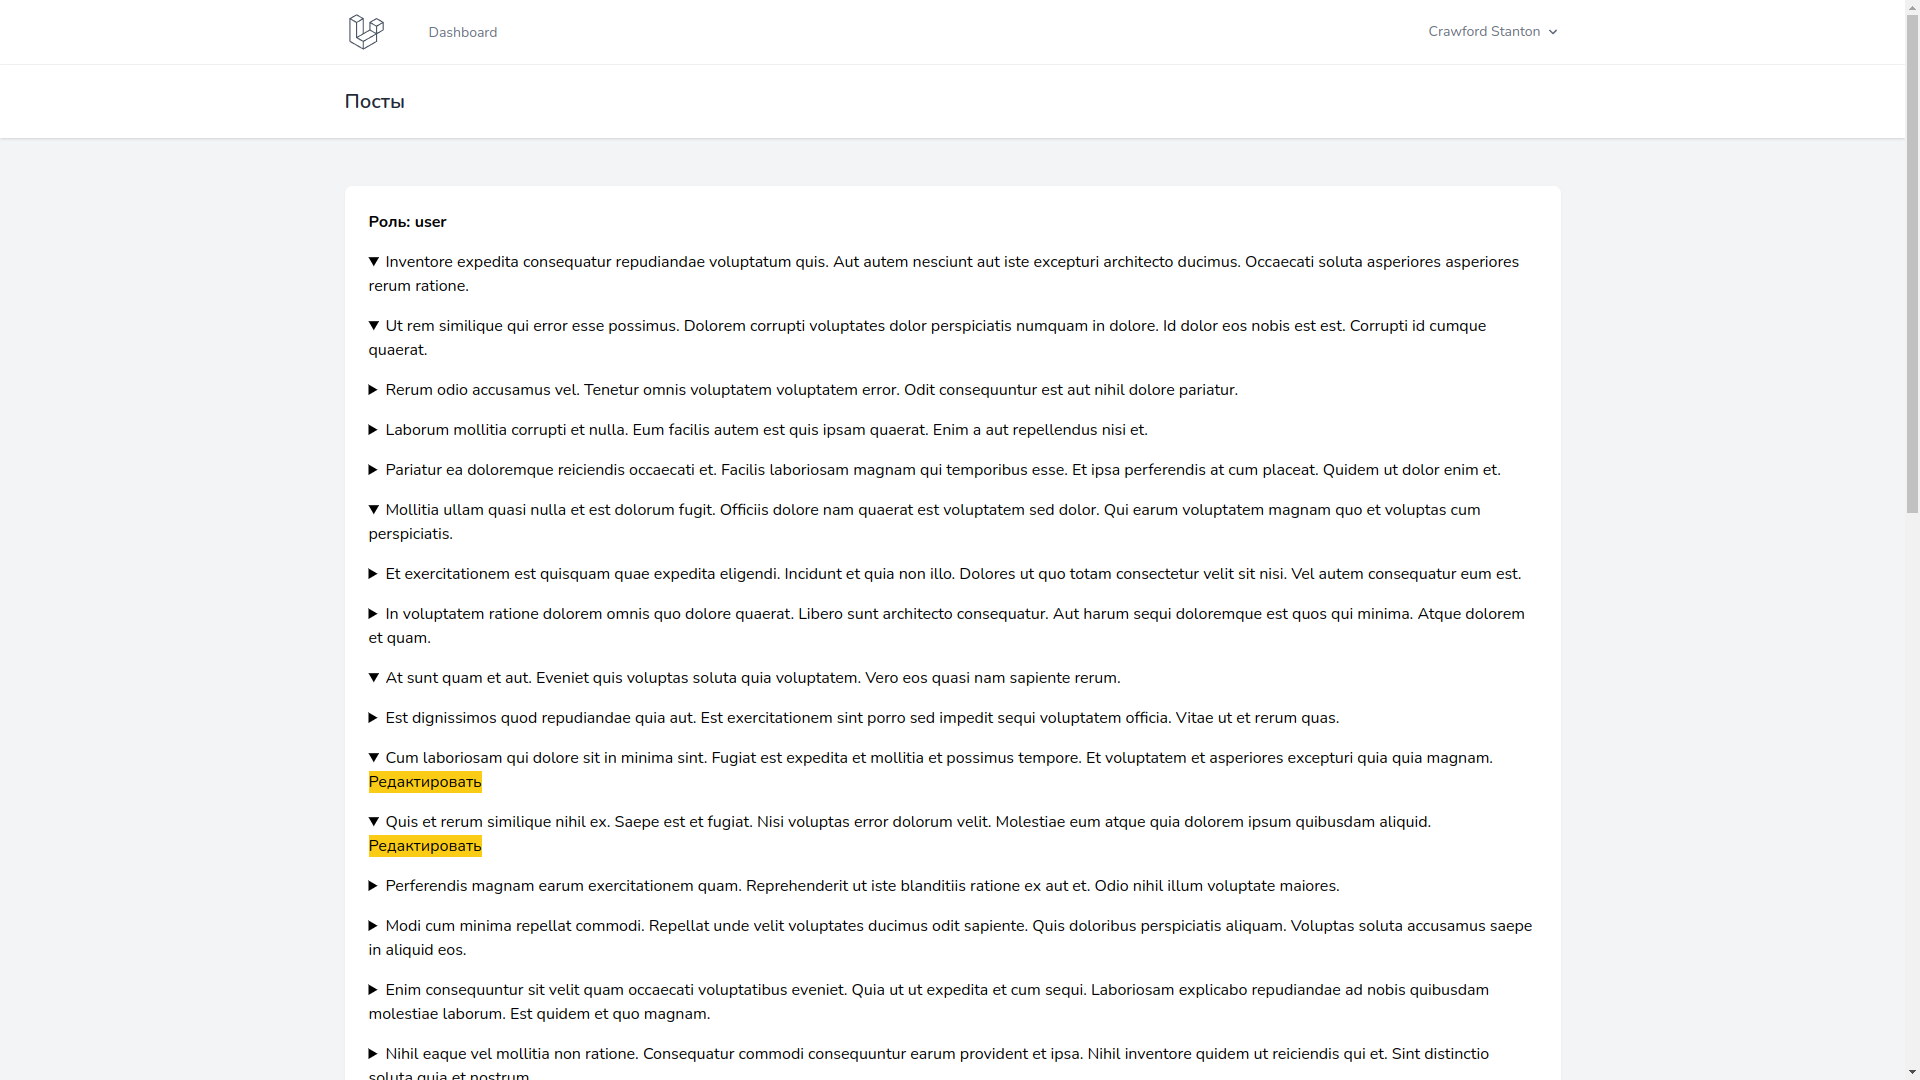 Dashboard
Crawford Stanton
Посты
Роль: user
Inventore expedita consequatur repudiandae voluptatum quis. Aut autem nesciunt aut iste excepturi architecto ducimus. Occaecati soluta asperiores asperiores
rerum ratione.
Ut rem similique qui error esse possimus. Dolorem corrupti voluptates dolor perspiciatis numquam in dolore. Id dolor eos nobis est est. Corrupti id cumque
quaerat.
Rerum odio accusamus vel. Tenetur omnis voluptatem voluptatem error. Odit consequuntur est aut nihil dolore pariatur.
Laborum mollitia corrupti et nulla. Eum facilis autem est quis ipsam quaerat. Enim a aut repellendus nisi et.
Pariatur ea doloremque reiciendis occaecati et. Facilis laboriosam magnam qui temporibus esse. Et ipsa perferendis at cum placeat. Quidem ut dolor enim et.
Mollitia ullam quasi nulla et est dolorum fugit. Officiis dolore nam quaerat est voluptatem sed dolor. Qui earum voluptatem magnam quo et voluptas cum
perspiciatis.
Et exercitationem est quisquam quae expedita eligendi. Incidunt et quia non illo. Dolores ut quo totam consectetur velit sit nisi. Vel autem consequatur eum est.
In voluptatem ratione dolorem omnis quo dolore quaerat. Libero sunt architecto consequatur. Aut harum sequi doloremque est quos qui minima. Atque dolorem
et quam.
At sunt quam et aut. Eveniet quis voluptas soluta quia voluptatem. Vero eos quasi nam sapiente rerum.
Est dignissimos quod repudiandae quia aut. Est exercitationem sint porro sed impedit sequi voluptatem officia. Vitae ut et rerum quas.
Cum laboriosam qui dolore sit in minima sint. Fugiat est expedita et mollitia et possimus tempore. Et voluptatem et asperiores excepturi quia quia magnam.
Редактировать
Quis et rerum similique nihil ex. Saepe est et fugiat. Nisi voluptas error dolorum velit. Molestiae eum atque quia dolorem ipsum quibusdam aliquid.
Редактировать
Perferendis magnam earum exercitationem quam. Reprehenderit ut iste blanditiis ratione ex aut et. Odio nihil illum voluptate maiores.
Modi cum minima repellat commodi. Repellat unde velit voluptates ducimus odit sapiente. Quis doloribus perspiciatis aliquam. Voluptas soluta accusamus saepe
in aliquid eos.
Enim consequuntur sit velit quam occaecati voluptatibus eveniet. Quia ut ut expedita et cum sequi. Laboriosam explicabo repudiandae ad nobis quibusdam
molestiae laborum. Est quidem et quo magnam.
Nihil eaque vel mollitia non ratione. Consequatur commodi consequuntur earum provident et ipsa. Nihil inventore quidem ut reiciendis qui et. Sint distinctio
soluta quia et nostrum.